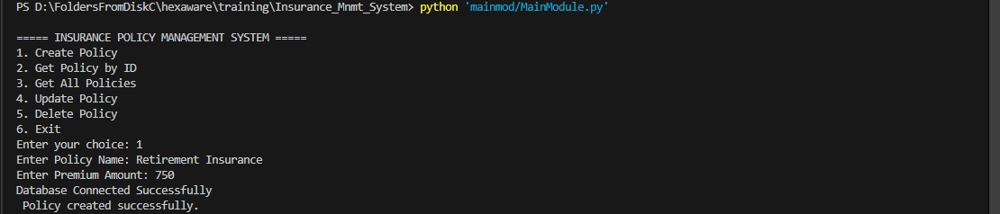 PS D:\FoldersFromDiskC\hexaware\training\Insurance_Mnmt_System> python 'mainmod/MainModule.py'
===== INSURANCE POLICY MANAGEMENT SYSTEM =====
1. Create Policy
2. Get Policy by ID
3. Get All Policies
4. Update Policy
5. Delete Policy
6. Exit
Enter your choice: 1
Enter Policy Name: Retirement Insurance
Enter Premium Amount: 750
Database Connected Successfully
 Policy created successfully.